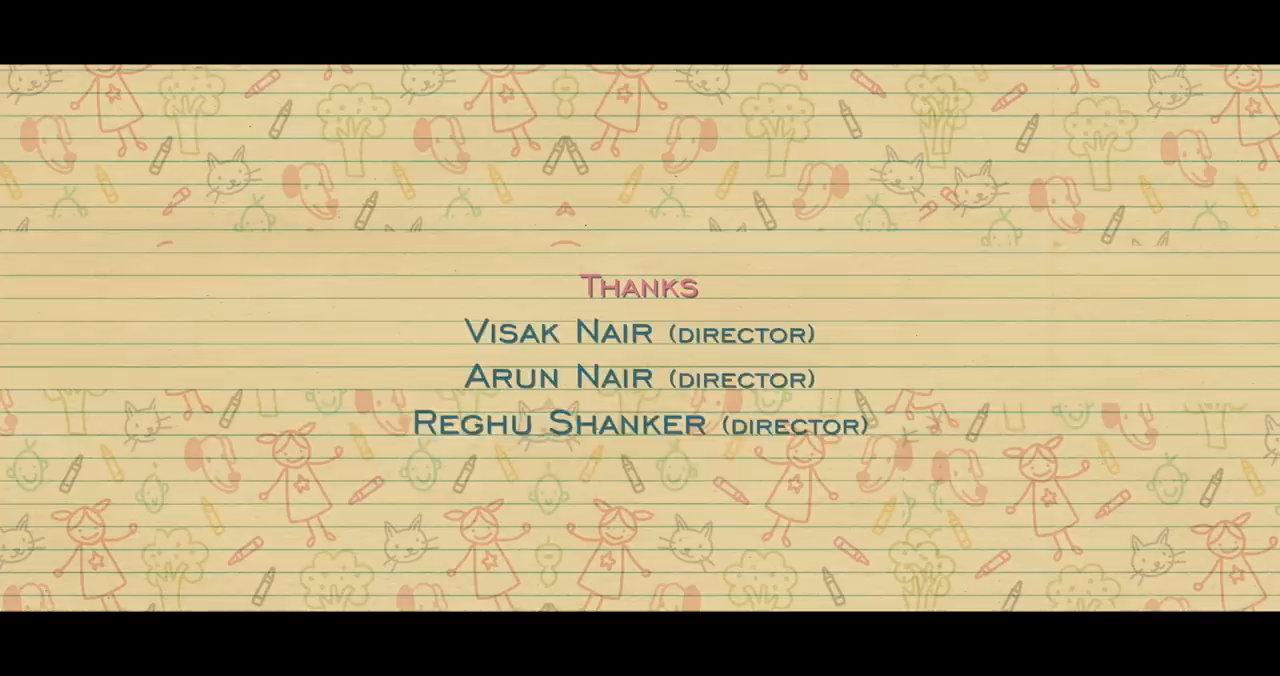 Thanks
Visak Nair (director)
Arun Nair (director)
Reghu Shanker (director)